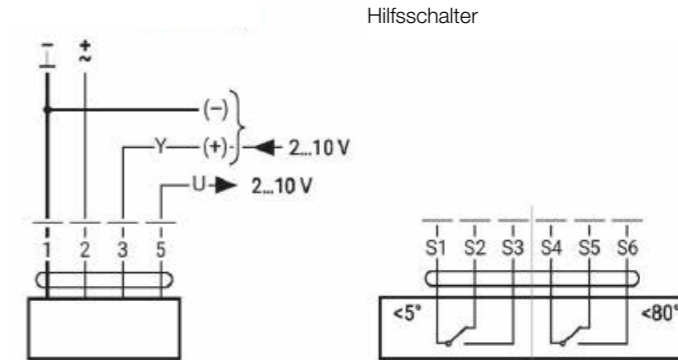 Hilfsschalter
⊥ ~
− +
(−)
Y (+) 2...10 V
U 2...10 V
1 2 3 5
S1 S2 S3 S4 S5 S6
<5° <80°